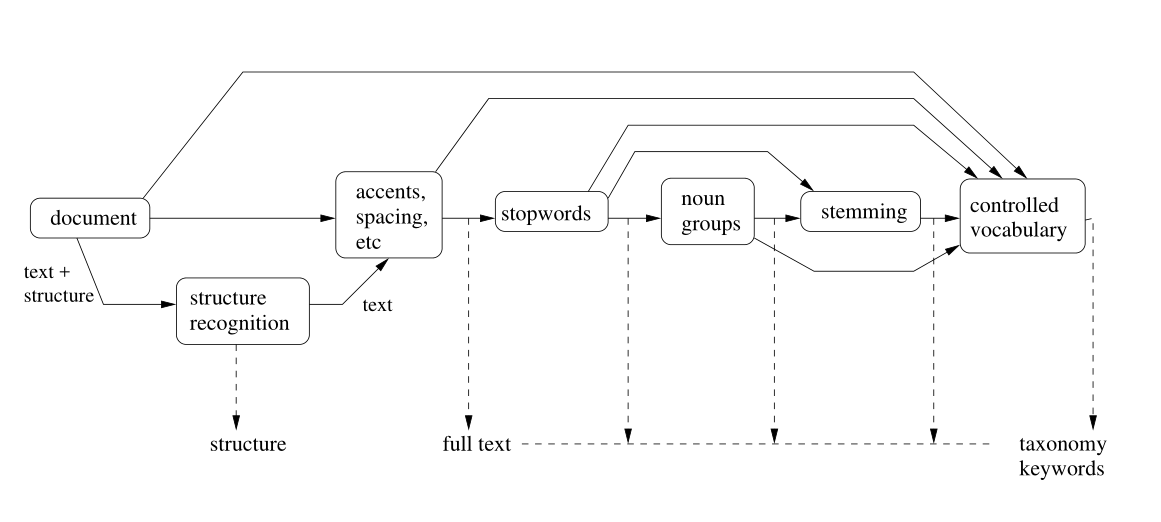 document
accents,
spacing,
etc
stopwords
noun
groups
stemming
controlled
vocabulary
text +
structure
structure
recognition
text
structure
full text
taxonomy
keywords